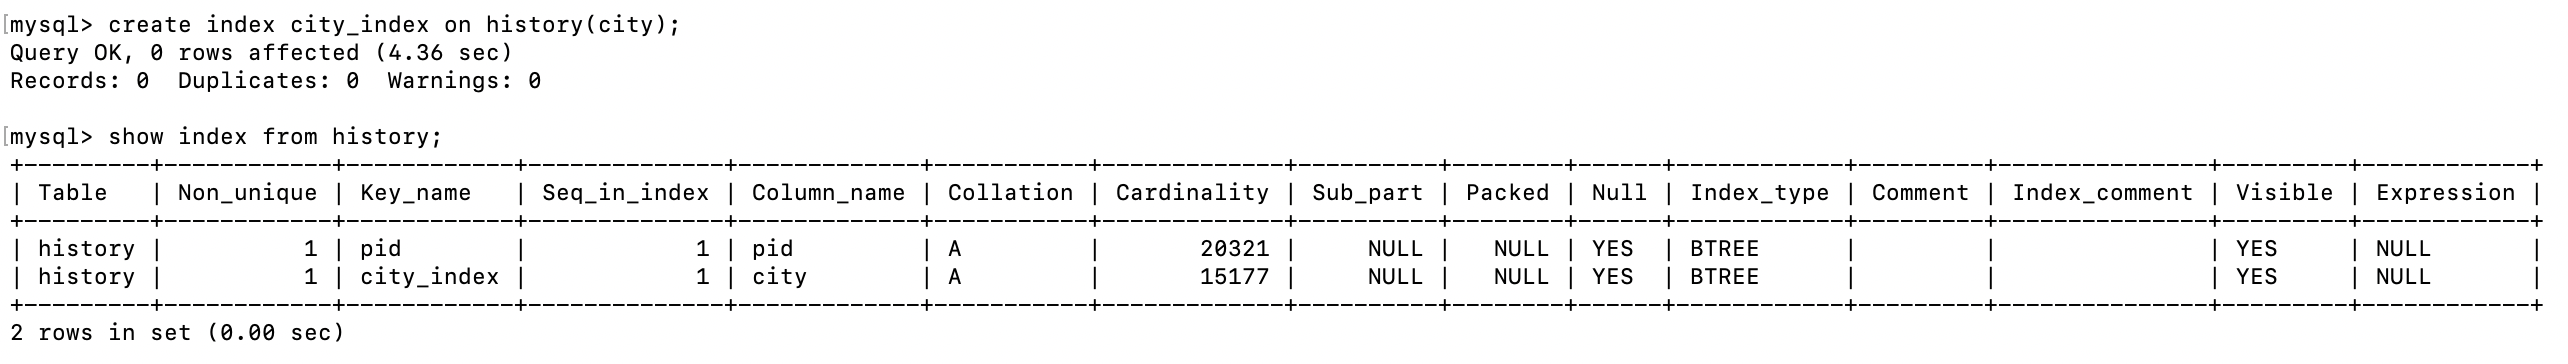 mysql> create index city_index on history(city);
Query OK, 0 rows affected (4.36 sec)
Records: 0  Duplicates: 0  Warnings: 0

mysql> show index from history;
+----------+------------+-------------+--------------+-------------+-----------+-------------+----------+--------+------+------------+---------+---------------+---------+------------+
| Table    | Non_unique | Key_name    | Seq_in_index | Column_name | Collation | Cardinality | Sub_part | Packed | Null | Index_type | Comment | Index_comment | Visible | Expression |
+----------+------------+-------------+--------------+-------------+-----------+-------------+----------+--------+------+------------+---------+---------------+---------+------------+
| history |          1 | pid         |            1 | pid         | A         |       20321 |     NULL |   NULL | YES  | BTREE      |         |               | YES     | NULL       |
| history |          1 | city_index |            1 | city        | A         |       15177 |     NULL |   NULL | YES  | BTREE      |         |               | YES     | NULL       |
+----------+------------+-------------+--------------+-------------+-----------+-------------+----------+--------+------+------------+---------+---------------+---------+------------+
2 rows in set (0.00 sec)